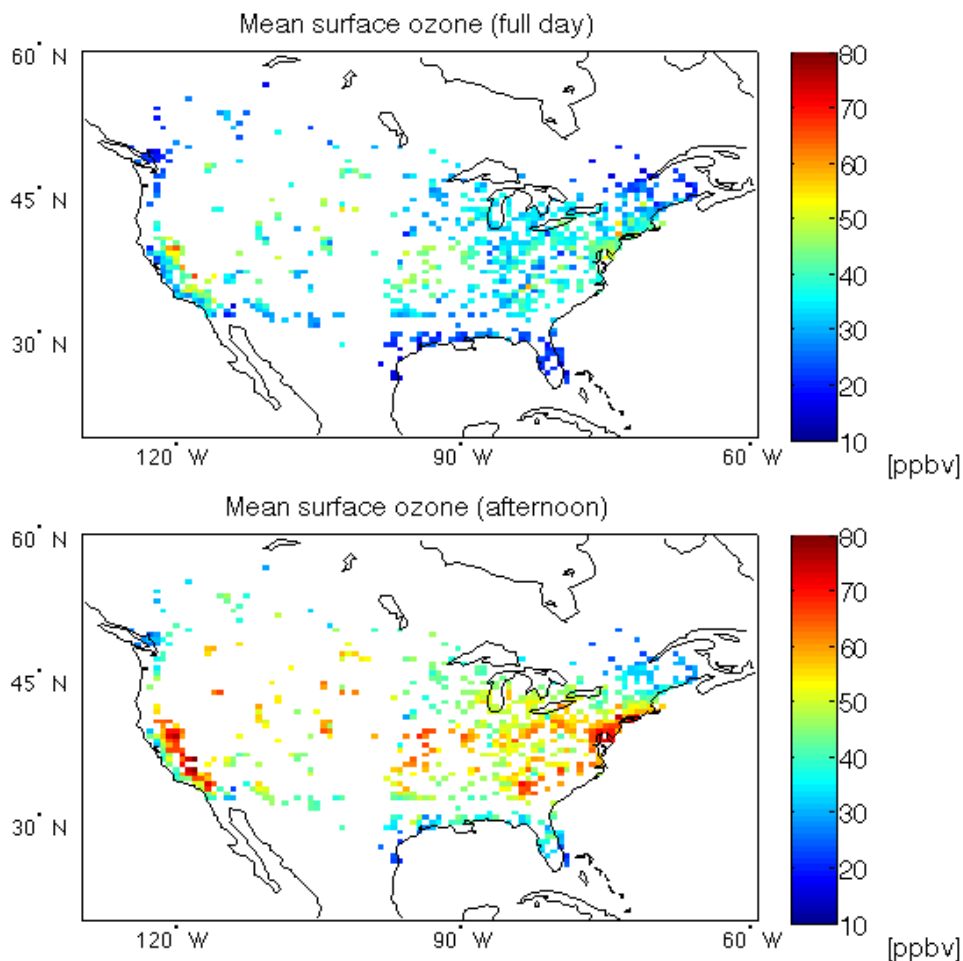 Mean surface ozone (full day)
60° N
45° N
30° N
120° W
90° W
60° W
80
70
60
50
40
30
20
10
[ppbv]
Mean surface ozone (afternoon)
60° N
45° N
30° N
120° W
90° W
60° W
80
70
60
50
40
30
20
10
[ppbv]